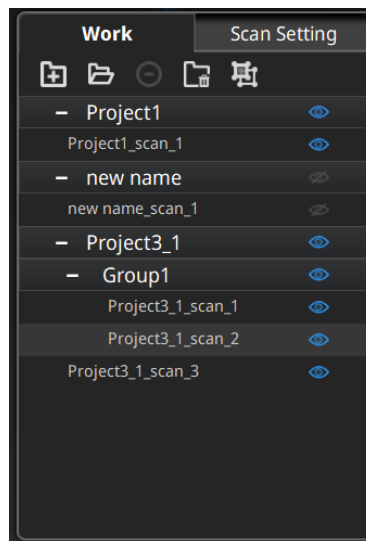 Work Scan Setting
Project1
Project1_scan_1
new name
new name_scan_1
Project3_1
Group1
Project3_1_scan_1
Project3_1_scan_2
Project3_1_scan_3